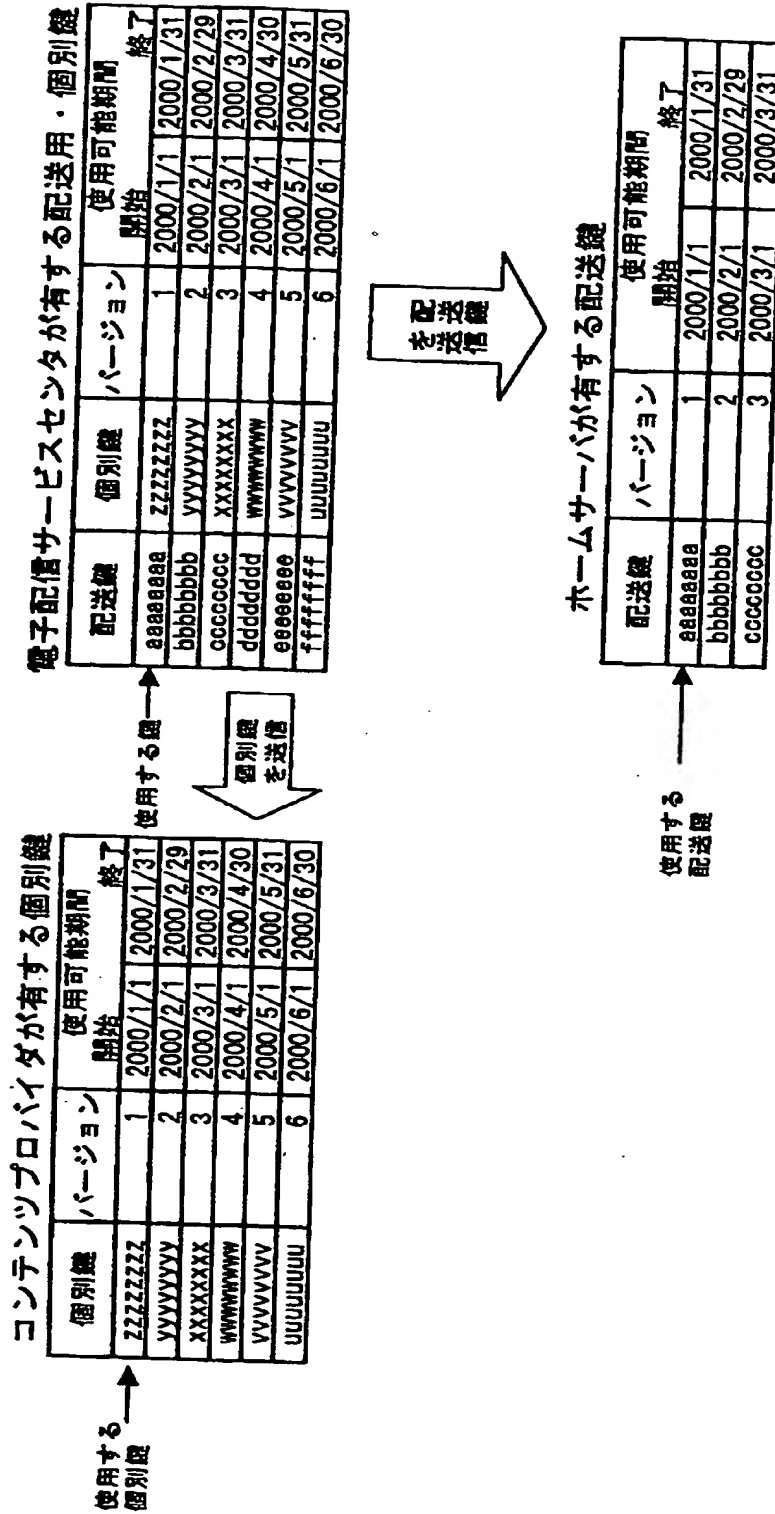 コンテンツプロバイダが有する個別鍵
個別鍵 バージョン 使用可能期間
開始 終了
zzzzzzzz 1 2000/1/1 2000/1/31
yyyyyyyy 2 2000/2/1 2000/2/29
xxxxxxxx 3 2000/3/1 2000/3/31
wwwwwwww 4 2000/4/1 2000/4/30
vvvvvvvv 5 2000/5/1 2000/5/31
uuuuuuuu 6 2000/6/1 2000/6/30
使用する
個別鍵
電子配信サービスセンタが有する配送用・個別鍵
配送鍵 個別鍵 バージョン 使用可能期間
開始 終了
aaaaaaaa zzzzzzzz 1 2000/1/1 2000/1/31
bbbbbbbb yyyyyyyy 2 2000/2/1 2000/2/29
cccccccc xxxxxxxx 3 2000/3/1 2000/3/31
dddddddd wwwwwwww 4 2000/4/1 2000/4/30
eeeeeeee vvvvvvvv 5 2000/5/1 2000/5/31
ffffffff uuuuuuuu 6 2000/6/1 2000/6/30
使用する鍵
個別鍵
を送信
配送鍵
を送信
ホームサーバが有する配送鍵
配送鍵 バージョン 使用可能期間
開始 終了
aaaaaaaa 1 2000/1/1 2000/1/31
bbbbbbbb 2 2000/2/1 2000/2/29
cccccccc 3 2000/3/1 2000/3/31
使用する
配送鍵